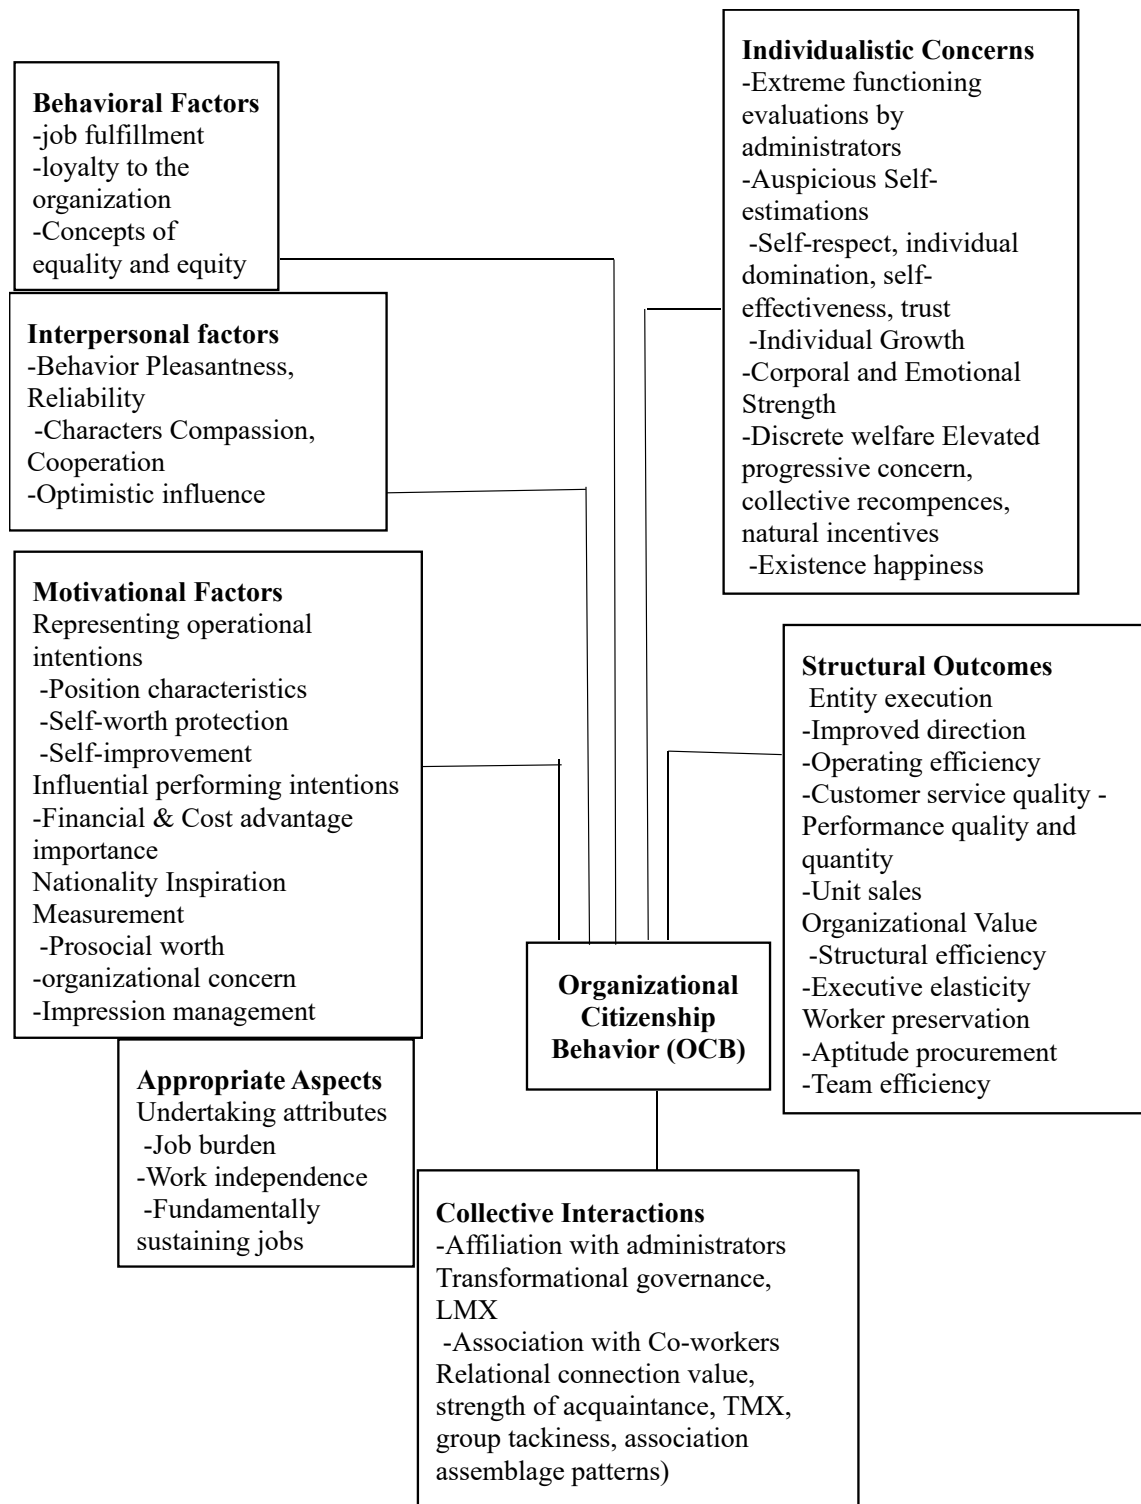 Behavioral Factors
-job fulfillment
-loyalty to the
organization
-Concepts of
equality and equity
Interpersonal factors
-Behavior Pleasantness,
Reliability
-Characters Compassion,
Cooperation
-Optimistic influence
Motivational Factors
Representing operational
intentions
-Position characteristics
-Self-worth protection
-Self-improvement
Influential performing intentions
-Financial & Cost advantage
importance
Nationality Inspiration
Measurement
-Prosocial worth
-organizational concern
-Impression management
Appropriate Aspects
Undertaking attributes
-Job burden
-Work independence
-Fundamentally
sustaining jobs
Individualistic Concerns
-Extreme functioning
evaluations by
administrators
-Auspicious Self-
estimations
-Self-respect, individual
domination, self-
effectiveness, trust
-Individual Growth
-Corporal and Emotional
Strength
-Discrete welfare Elevated
progressive concern,
collective recompences,
natural incentives
-Existence happiness
Structural Outcomes
Entity execution
-Improved direction
-Operating efficiency
-Customer service quality -
Performance quality and
quantity
-Unit sales
Organizational Value
-Structural efficiency
-Executive elasticity
Worker preservation
-Aptitude procurement
-Team efficiency
Organizational
Citizenship
Behavior (OCB)
Collective Interactions
-Affiliation with administrators
Transformational governance,
LMX
-Association with Co-workers
Relational connection value,
strength of acquaintance, TMX,
group tackiness, association
assemblage patterns)